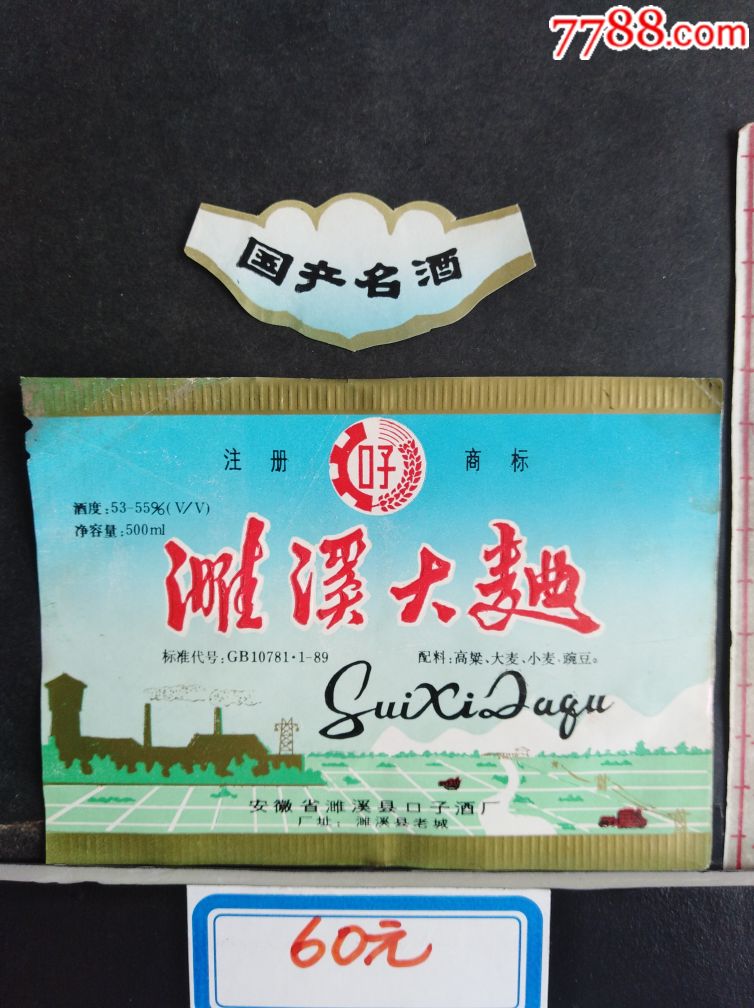 7788.com
国产名酒
注册 口子 商标
酒度:53-55%(V/V)
净容量:500ml
濉溪大麯
标准代号:GB10781·1-89
配料:高粱、大麦、小麦、豌豆。
SuiXiDaqu
安徽省濉溪县口子酒厂
厂址:濉溪县老城
60元